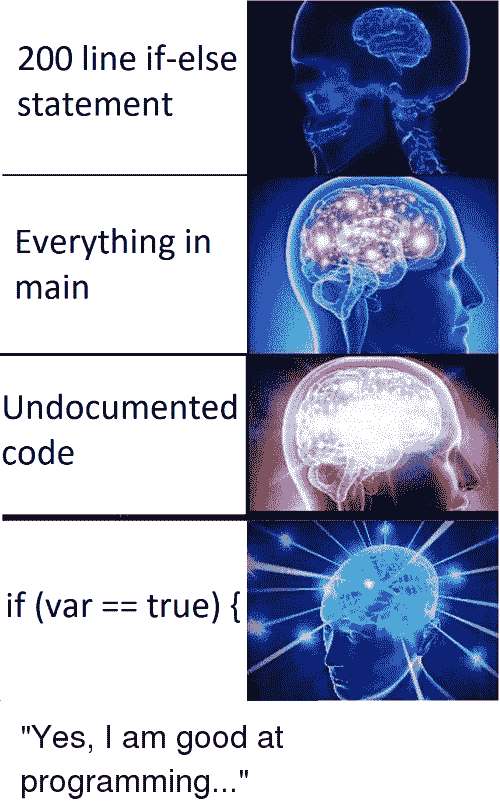 200 line if-else
statement
Everything in
main
Undocumented
code
if (var == true) {
"Yes, I am good at
programming..."